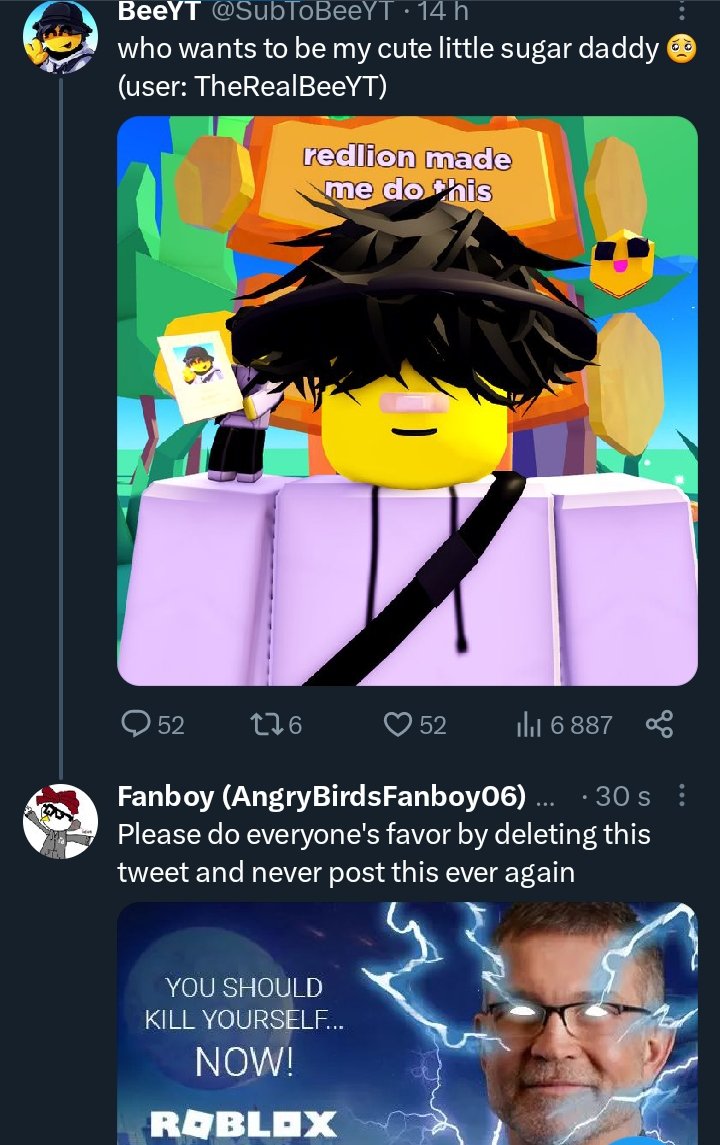 BeeYT @SubToBeeYT · 14 h
who wants to be my cute little sugar daddy 🥺
(user: TheRealBeeYT)
redlion made
me do this
52 6 52 6 887
Fanboy (AngryBirdsFanboy06) ... · 30 s
Please do everyone's favor by deleting this
tweet and never post this ever again
YOU SHOULD
KILL YOURSELF...
NOW!
ROBLOX